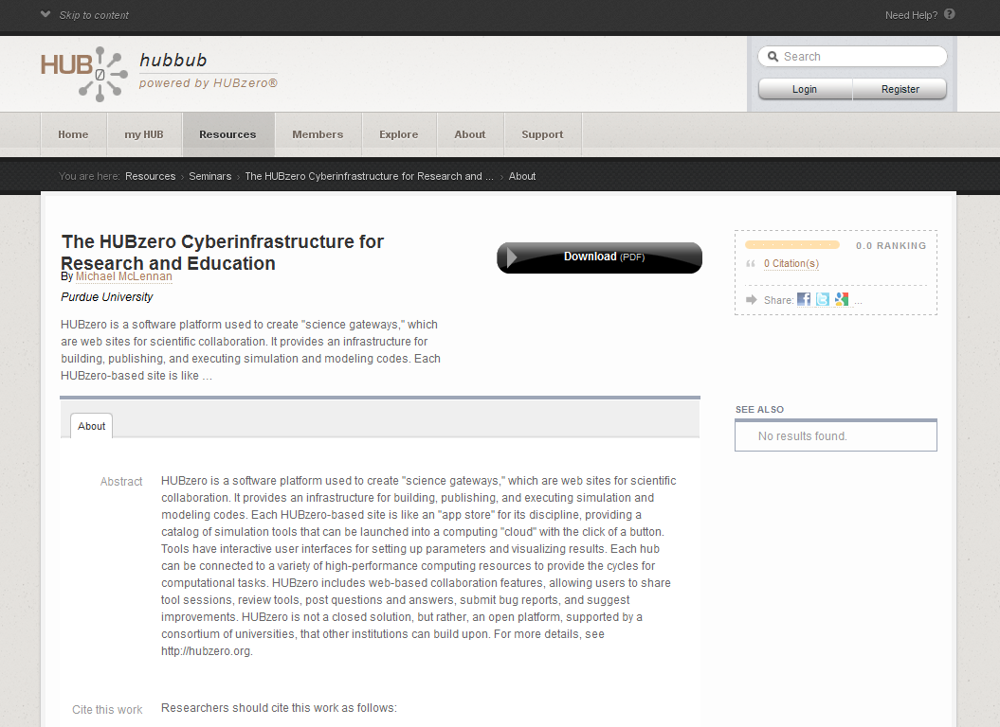 Skip to content
Need Help?
HUB
0
hubbub
powered by HUBzero®
Search
Login
Register
Home
myHUB
Resources
Members
Explore
About
Support
You are here: Resources › Seminars › The HUBzero Cyberinfrastructure for Research and ... › About
The HUBzero Cyberinfrastructure for
Research and Education
By Michael McLennan
Purdue University
HUBzero is a software platform used to create "science gateways," which
are web sites for scientific collaboration. It provides an infrastructure for
building, publishing, and executing simulation and modeling codes. Each
HUBzero-based site is like ...
Download (PDF)
0.0 RANKING
0 Citation(s)
Share:
...
SEE ALSO
No results found.
About
Abstract
HUBzero is a software platform used to create "science gateways," which are web sites for scientific
collaboration. It provides an infrastructure for building, publishing, and executing simulation and
modeling codes. Each HUBzero-based site is like an "app store" for its discipline, providing a
catalog of simulation tools that can be launched into a computing "cloud" with the click of a button.
Tools have interactive user interfaces for setting up parameters and visualizing results. Each hub
can be connected to a variety of high-performance computing resources to provide the cycles for
computational tasks. HUBzero includes web-based collaboration features, allowing users to share
tool sessions, review tools, post questions and answers, submit bug reports, and suggest
improvements. HUBzero is not a closed solution, but rather, an open platform, supported by a
consortium of universities, that other institutions can build upon. For more details, see
http://hubzero.org.
Cite this work
Researchers should cite this work as follows: